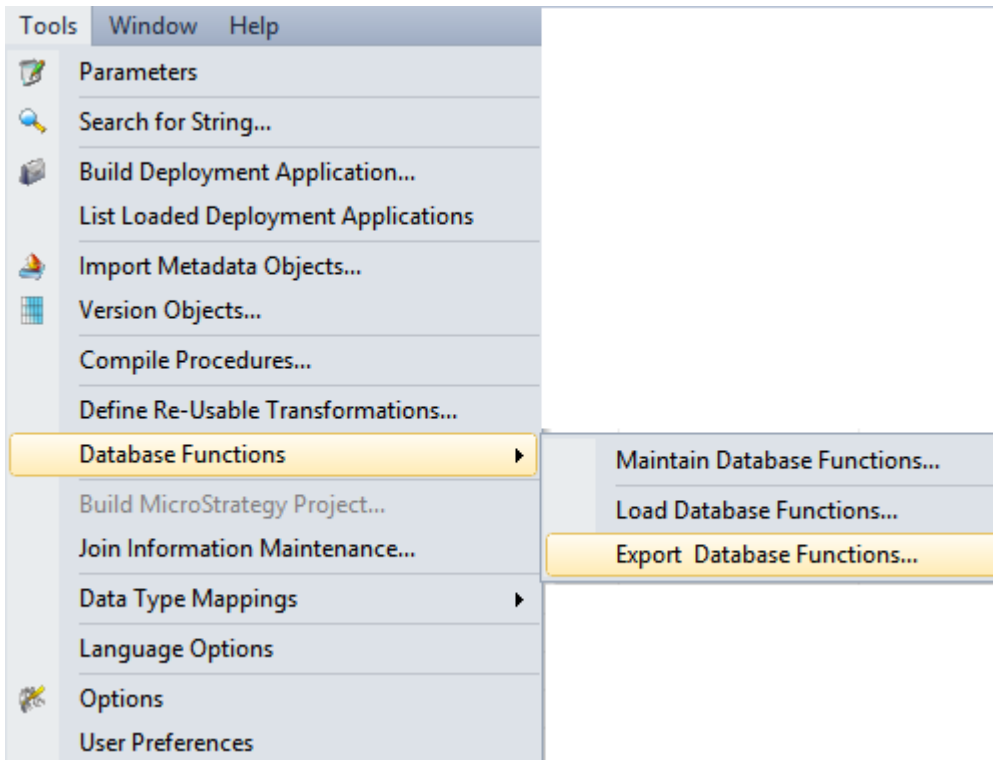 Tools Window Help
Parameters
Search for String...
Build Deployment Application...
List Loaded Deployment Applications
Import Metadata Objects...
Version Objects...
Compile Procedures...
Define Re-Usable Transformations...
Database Functions
Maintain Database Functions...
Load Database Functions...
Export  Database Functions...
Build MicroStrategy Project...
Join Information Maintenance...
Data Type Mappings
Language Options
Options
User Preferences